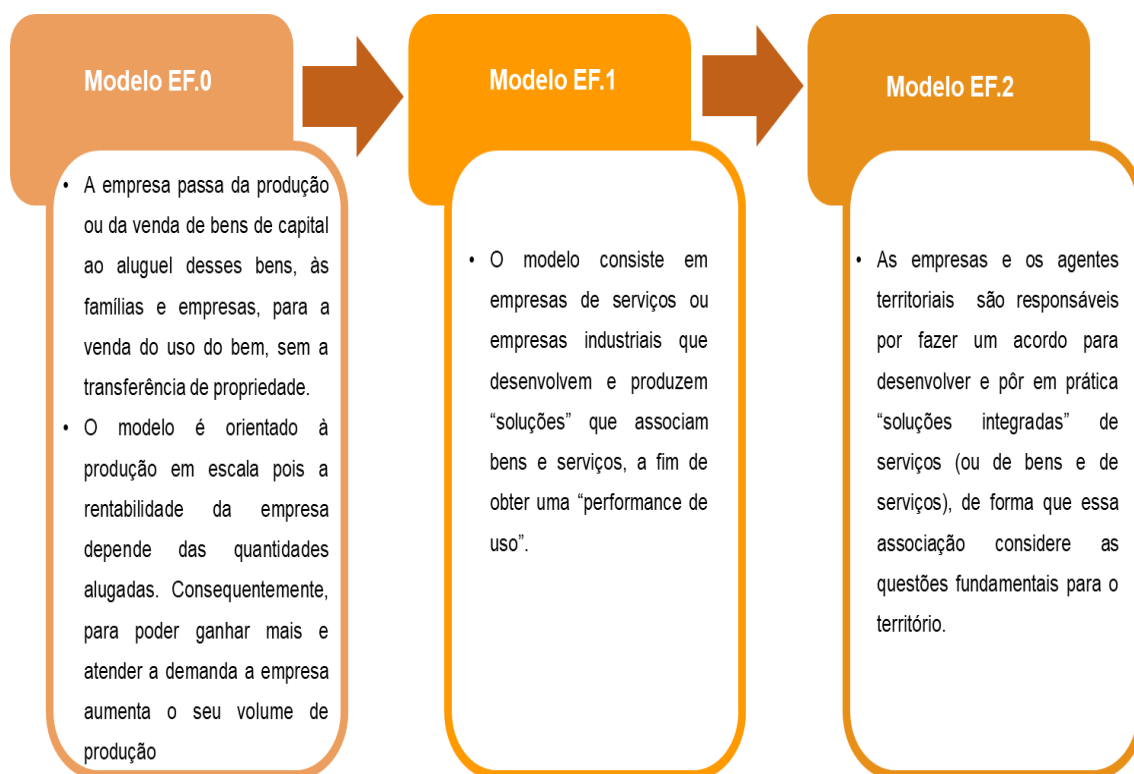 Modelo EF.0
• A empresa passa da produção
ou da venda de bens de capital
ao aluguel desses bens, às
famílias e empresas, para a
venda do uso do bem, sem a
transferência de propriedade.
• O modelo é orientado à
produção em escala pois a
rentabilidade da empresa
depende das quantidades
alugadas. Consequentemente,
para poder ganhar mais e
atender a demanda a empresa
aumenta o seu volume de
produção
Modelo EF.1
• O modelo consiste em
empresas de serviços ou
empresas industriais que
desenvolvem e produzem
“soluções” que associam
bens e serviços, a fim de
obter uma “performance de
uso”.
Modelo EF.2
• As empresas e os agentes
territoriais são responsáveis
por fazer um acordo para
desenvolver e pôr em prática
“soluções integradas” de
serviços (ou de bens e de
serviços), de forma que essa
associação considere as
questões fundamentais para o
território.